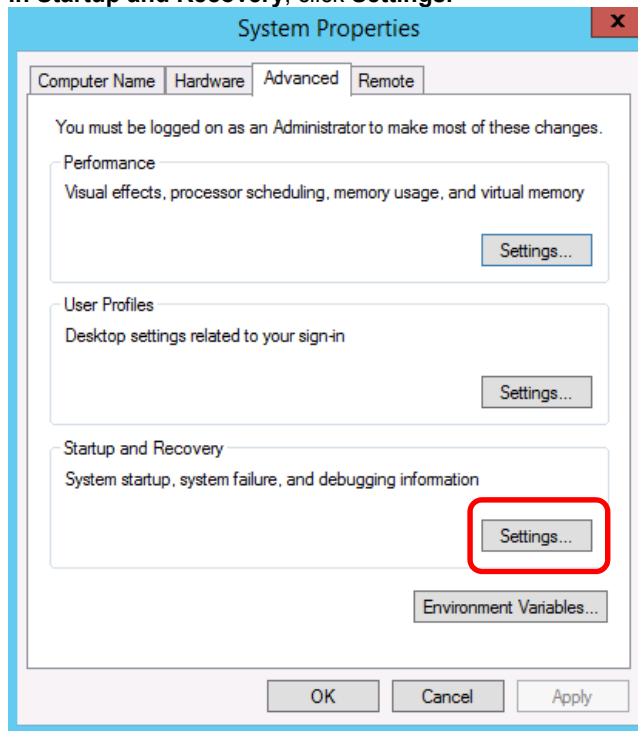 In Startup and Recovery, click Settings.
System Properties
x
Computer Name Hardware Advanced Remote
You must be logged on as an Administrator to make most of these changes.
Performance
Visual effects, processor scheduling, memory usage, and virtual memory
Settings...
User Profiles
Desktop settings related to your sign-in
Settings...
Startup and Recovery
System startup, system failure, and debugging information
Settings...
Environment Variables...
OK Cancel Apply